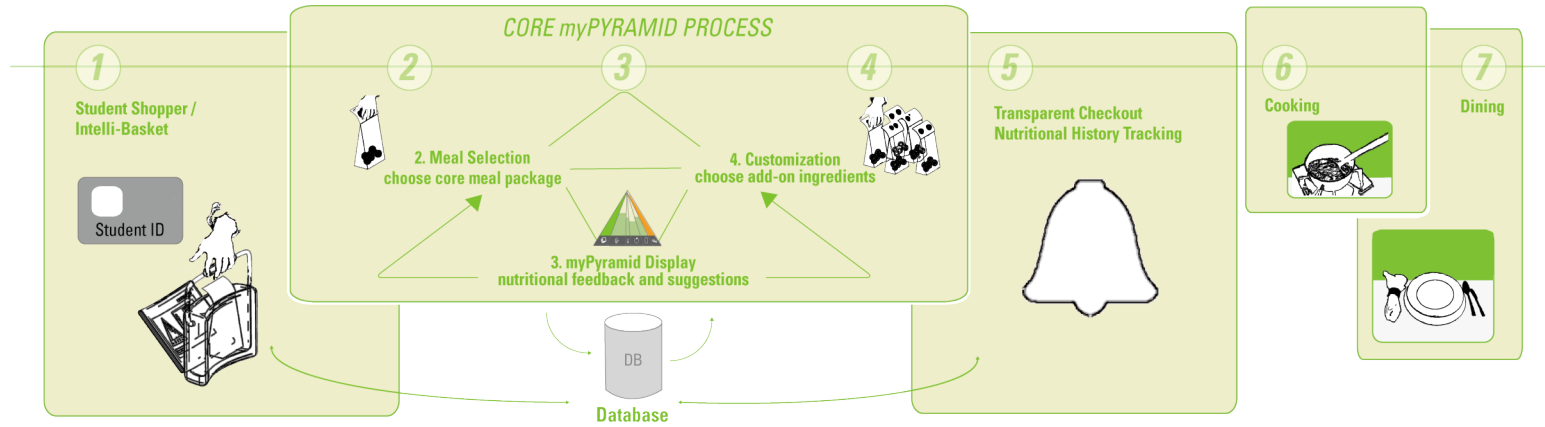 CORE myPYRAMID PROCESS
1
2
3
4
5
6
7
Student Shopper /
Intelli-Basket
Student ID
2. Meal Selection
choose core meal package
4. Customization
choose add-on ingredients
3. myPyramid Display
nutritional feedback and suggestions
DB
Database
Transparent Checkout
Nutritional History Tracking
Cooking
Dining